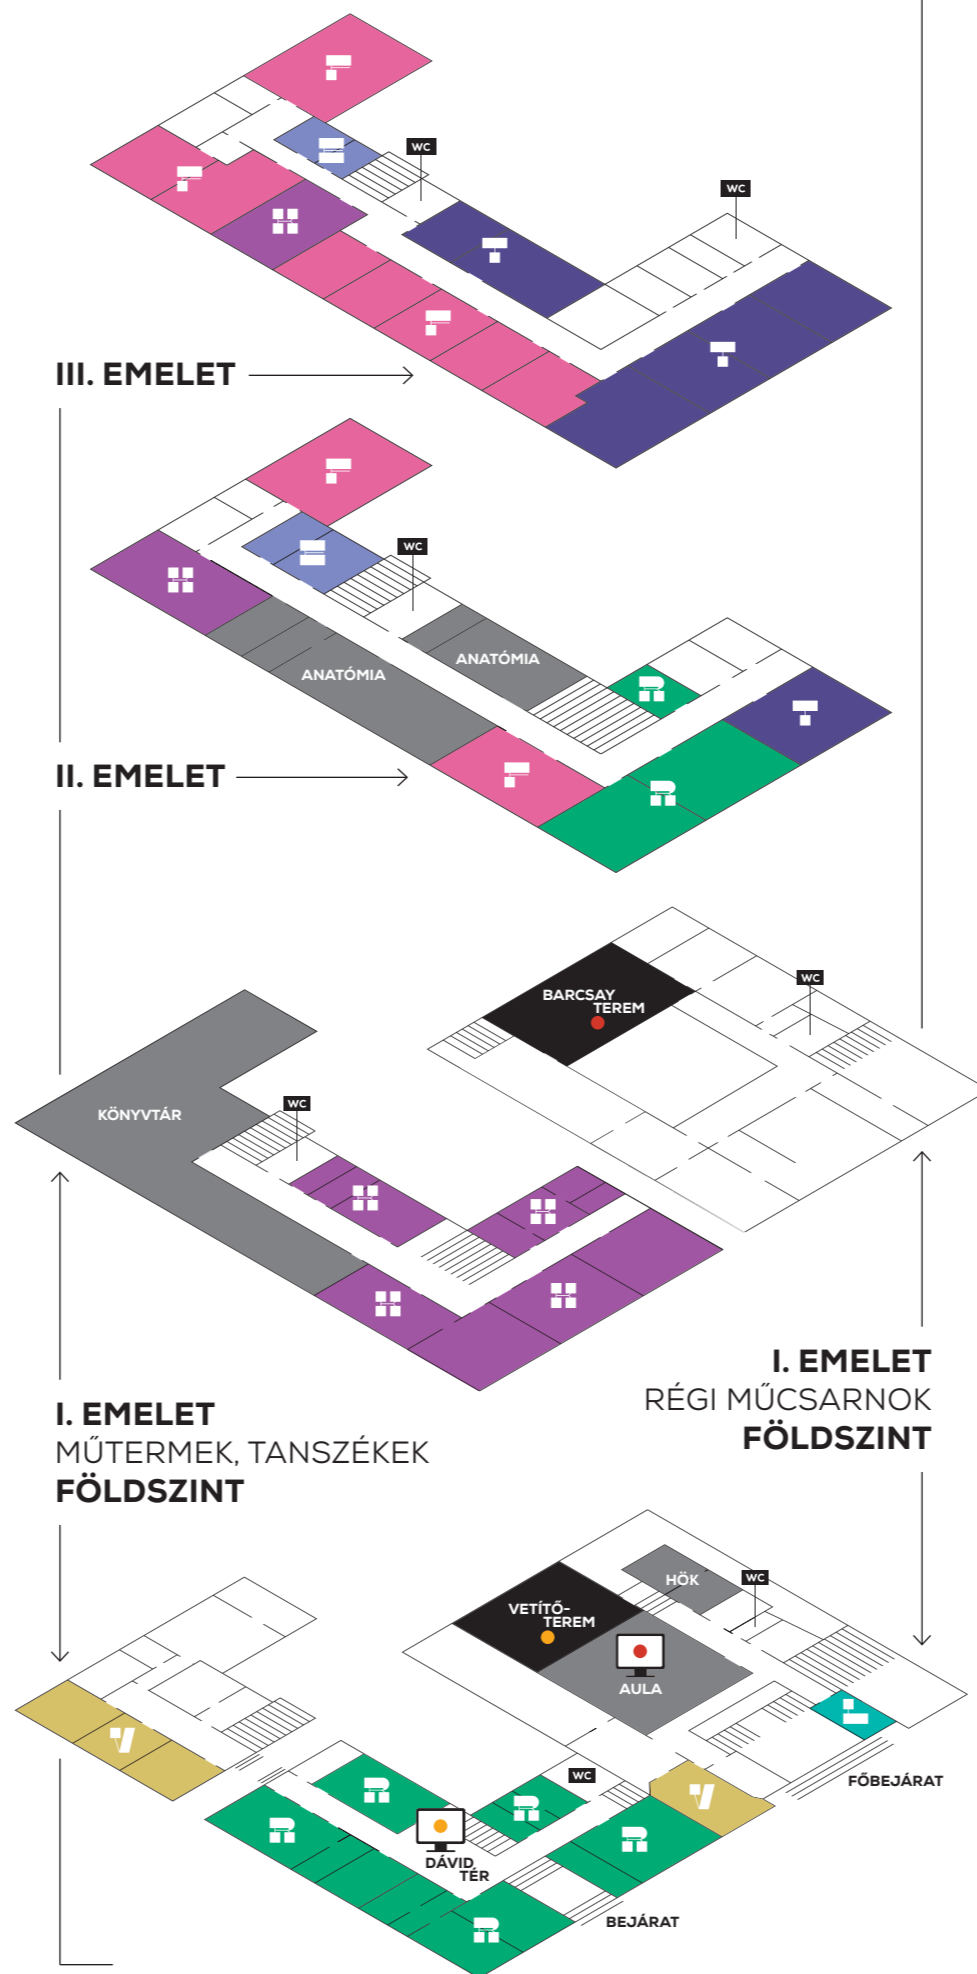 WC
WC
III. EMELET
WC
ANATÓMIA
ANATÓMIA
II. EMELET
BARCSAY
TEREM
WC
KÖNYVTÁR
WC
I. EMELET
RÉGI MŰCSARNOK
FÖLDSZINT
I. EMELET
MŰTERMEK, TANSZÉKEK
FÖLDSZINT
HÖK
WC
VETÍTŐ-
TEREM
AULA
FŐBEJÁRAT
WC
DÁVID
TÉR
BEJÁRAT